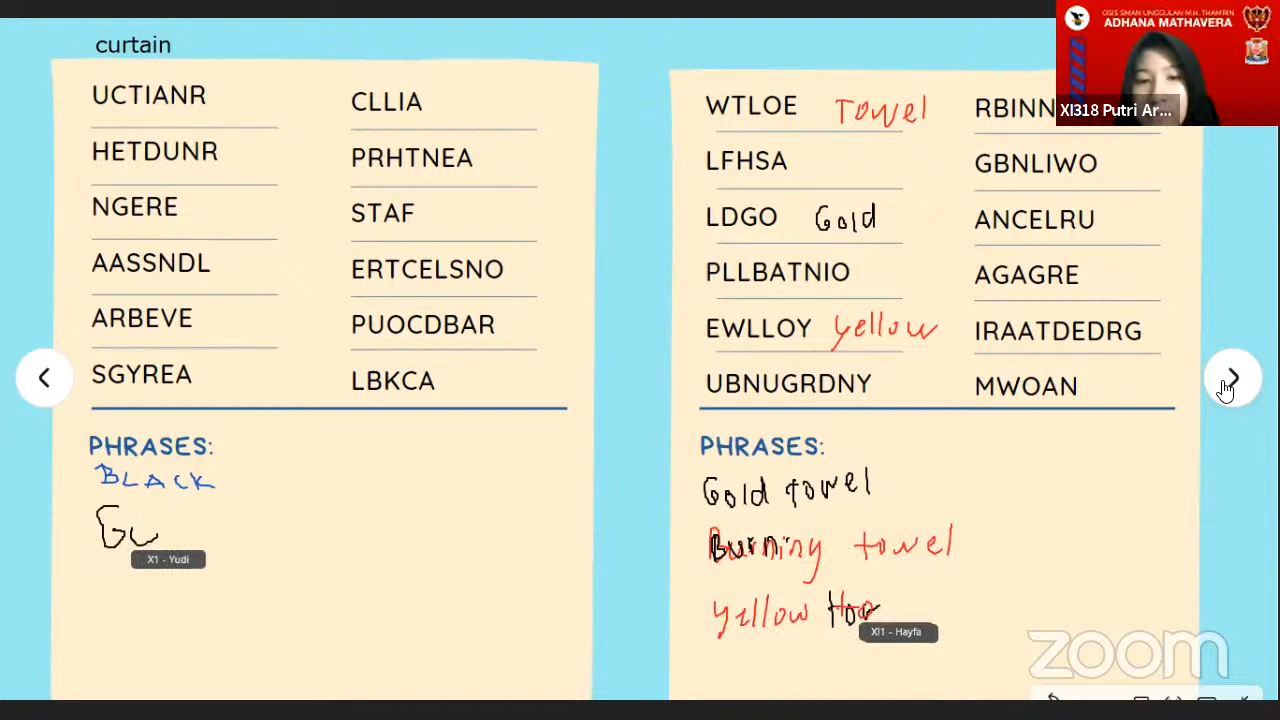 curtain
UCTIANR
HETDUNR
NGERE
AASSNDL
ARBEVE
SGYREA
CLLIA
PRHTNEA
STAF
ERTCELSNO
PUOCDBAR
LBKCA
PHRASES:
BLACK
Gu
X1 - Yudi
WTLOE Towel
LFHSA
LDGO Gold
PLLBATNIO
EWLLOY yellow
UBNUGRDNY
RBINN
GBNLIWO
ANCELRU
AGAGRE
IRAATDEDRG
MWOAN
PHRASES:
Gold towel
Burning towel
yellow
XI1 - Hayfa
OSIS SMAN UNGGULAN M.H. THAMRIN
ADHANA MATHAVERA
XI318 Putri Ar...
zoom